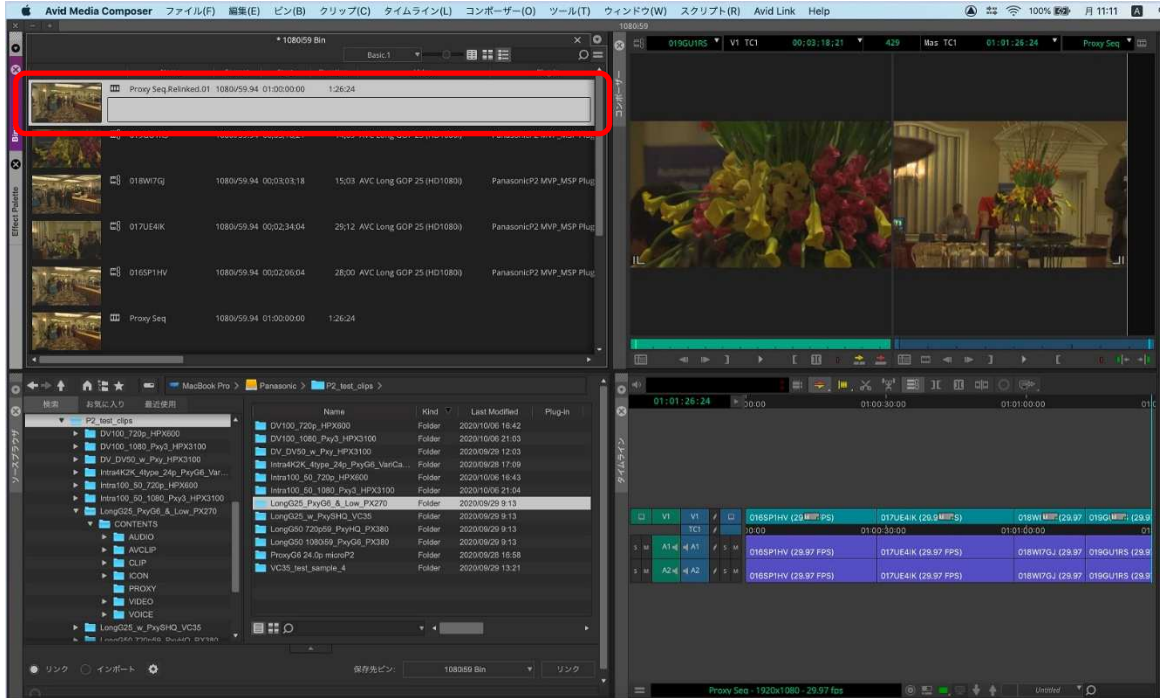 Avid Media Composer ファイル(F) 編集(E) ビン(B) クリップ(C) タイムライン(L) コンポーザー(O) ツール(T) ウィンドウ(W) スクリプト(R) Avid Link Help 100% 月 11:11 A
1080i59
* 1080i59 Bin
Basic.1
019GU1RS V1 TC1 00;03;18;21 429 Mas TC1 01:01:26:24 Proxy Seq
コンポーザー
Proxy Seq.Relinked.01 1080i/59.94 01:00:00:00 1:26:24
018WI7GJ 1080i/59.94 00;03;03;18 15;03 AVC Long GOP 25 (HD1080i) PanasonicP2 MVP_MSP Plug
Effect Palette
017UE4IK 1080i/59.94 00;02;34;04 29;12 AVC Long GOP 25 (HD1080i) PanasonicP2 MVP_MSP Plug
016SP1HV 1080i/59.94 00;02;06;04 28;00 AVC Long GOP 25 (HD1080i) PanasonicP2 MVP_MSP Plug
Proxy Seq 1080i/59.94 01:00:00:00 1:26:24
MacBook Pro > Panasonic > P2_test_clips >
検索 お気に入り 最近使用
ソースブラウザ
P2_test_clips
DV100_720p_HPX600
DV100_1080_Pxy3_HPX3100
DV_DV50_w_Pxy_HPX3100
Intra4K2K_4type_24p_PxyG6_Var...
Intra100_50_720p_HPX600
Intra100_50_1080_Pxy3_HPX3100
LongG25_PxyG6_&_Low_PX270
CONTENTS
AUDIO
AVCLIP
CLIP
ICON
PROXY
VIDEO
VOICE
LongG25_w_PxySHQ_VC35
Name Kind Last Modified Plug-in
DV100_720p_HPX600 Folder 2020/10/06 16:42
DV100_1080_Pxy3_HPX3100 Folder 2020/10/06 21:03
DV_DV50_w_Pxy_HPX3100 Folder 2020/09/29 12:03
Intra4K2K_4type_24p_PxyG6_VariCa... Folder 2020/09/28 17:09
Intra100_50_720p_HPX600 Folder 2020/10/06 16:43
Intra100_50_1080_Pxy3_HPX3100 Folder 2020/10/06 21:04
LongG25_PxyG6_&_Low_PX270 Folder 2020/09/29 9:13
LongG25_w_PxySHQ_VC35 Folder 2020/09/29 9:13
LongG50 720p59_PxyHQ_PX380 Folder 2020/09/29 9:13
LongG50 1080i59_PxyG6_PX380 Folder 2020/09/29 9:13
ProxyG6 24.0p microP2 Folder 2020/09/28 16:58
VC35_test_sample_4 Folder 2020/09/29 13:21
リンク インポート 保存先ビン: 1080i59 Bin リンク
タイムライン
01:01:26:24 00:00 01:00:30:00 01:01:00:00
V1 V1 016SP1HV (29 PS) 017UE4IK (29.9 S) 018WI (29.97 019GU (29
TC1 00:00 01:00:30:00 01:01:00:00
S M A1 A1 S M 016SP1HV (29.97 FPS) 017UE4IK (29.97 FPS) 018WI7GJ (29.97 019GU1RS (29.9
S M A2 A2 S M 016SP1HV (29.97 FPS) 017UE4IK (29.97 FPS) 018WI7GJ (29.97 019GU1RS (29.9
Proxy Seq - 1920x1080 - 29.97 fps Untitled